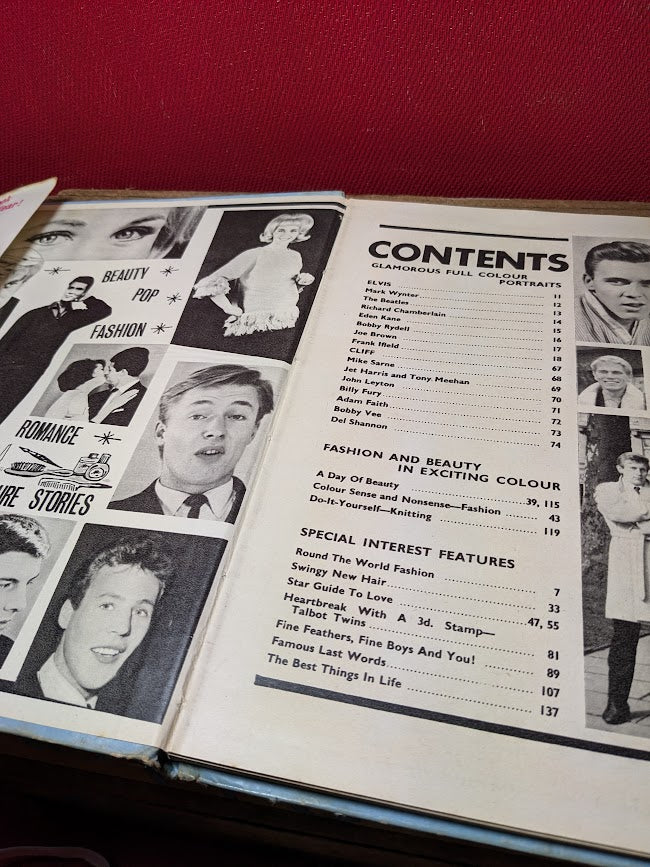 BEAUTY
POP
FASHION
ROMANCE
URE STORIES
CONTENTS
GLAMOROUS FULL COLOUR
PORTRAITS
ELVIS 11
Mark Wynter 12
The Beatles 13
Richard Chamberlain 14
Eden Kane 15
Bobby Rydell 16
Joe Brown 17
Frank Ifield 18
CLIFF 67
Mike Sarne 68
Jet Harris and Tony Meehan 69
John Leyton 70
Billy Fury 71
Adam Faith 72
Bobby Vee 73
Del Shannon 74
FASHION AND BEAUTY
IN EXCITING COLOUR
A Day Of Beauty 39, 115
Colour Sense and Nonsense—Fashion 43
Do-It-Yourself—Knitting 119
SPECIAL INTEREST FEATURES
Round The World Fashion 7
Swingy New Hair 33
Star Guide To Love 47, 55
Heartbreak With A 3d. Stamp—
Talbot Twins 81
Fine Feathers, Fine Boys And You! 89
Famous Last Words 107
The Best Things In Life 137